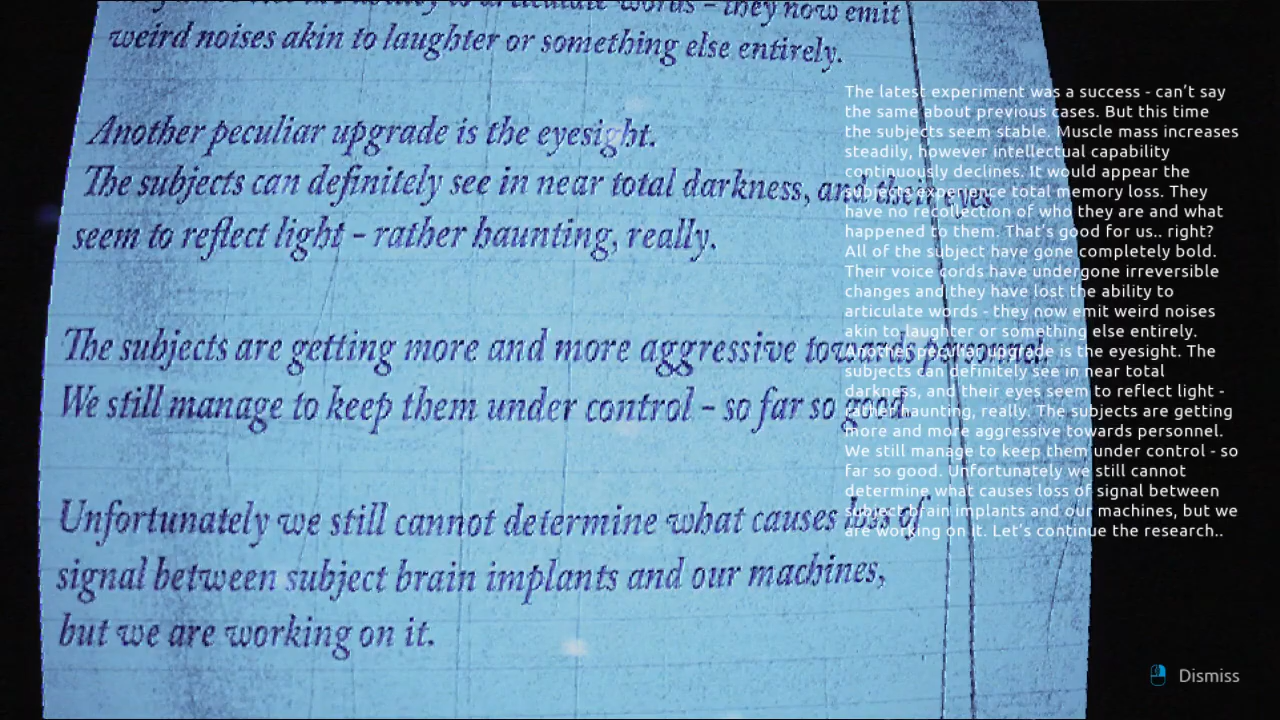 weird noises akin to laughter or something else entirely.
Another peculiar upgrade is the eyesight.
The subjects can definitely see in near total darkness, and their eyes
seem to reflect light – rather haunting, really.
The subjects are getting more and more aggressive towards personnel.
We still manage to keep them under control – so far so good.
Unfortunately we still cannot determine what causes loss of
signal between subject brain implants and our machines,
but we are working on it.
The latest experiment was a success - can't say
the same about previous cases. But this time
the subjects seem stable. Muscle mass increases
steadily, however intellectual capability
continuously declines. It would appear the
subjects experience total memory loss. They
have no recollection of who they are and what
happened to them. That's good for us.. right?
All of the subject have gone completely bold.
Their voice cords have undergone irreversible
changes and they have lost the ability to
articulate words - they now emit weird noises
akin to laughter or something else entirely.
Another peculiar upgrade is the eyesight. The
subjects can definitely see in near total
darkness, and their eyes seem to reflect light -
rather haunting, really. The subjects are getting
more and more aggressive towards personnel.
We still manage to keep them under control - so
far so good. Unfortunately we still cannot
determine what causes loss of signal between
subject brain implants and our machines, but we
are working on it. Let's continue the research..
Dismiss